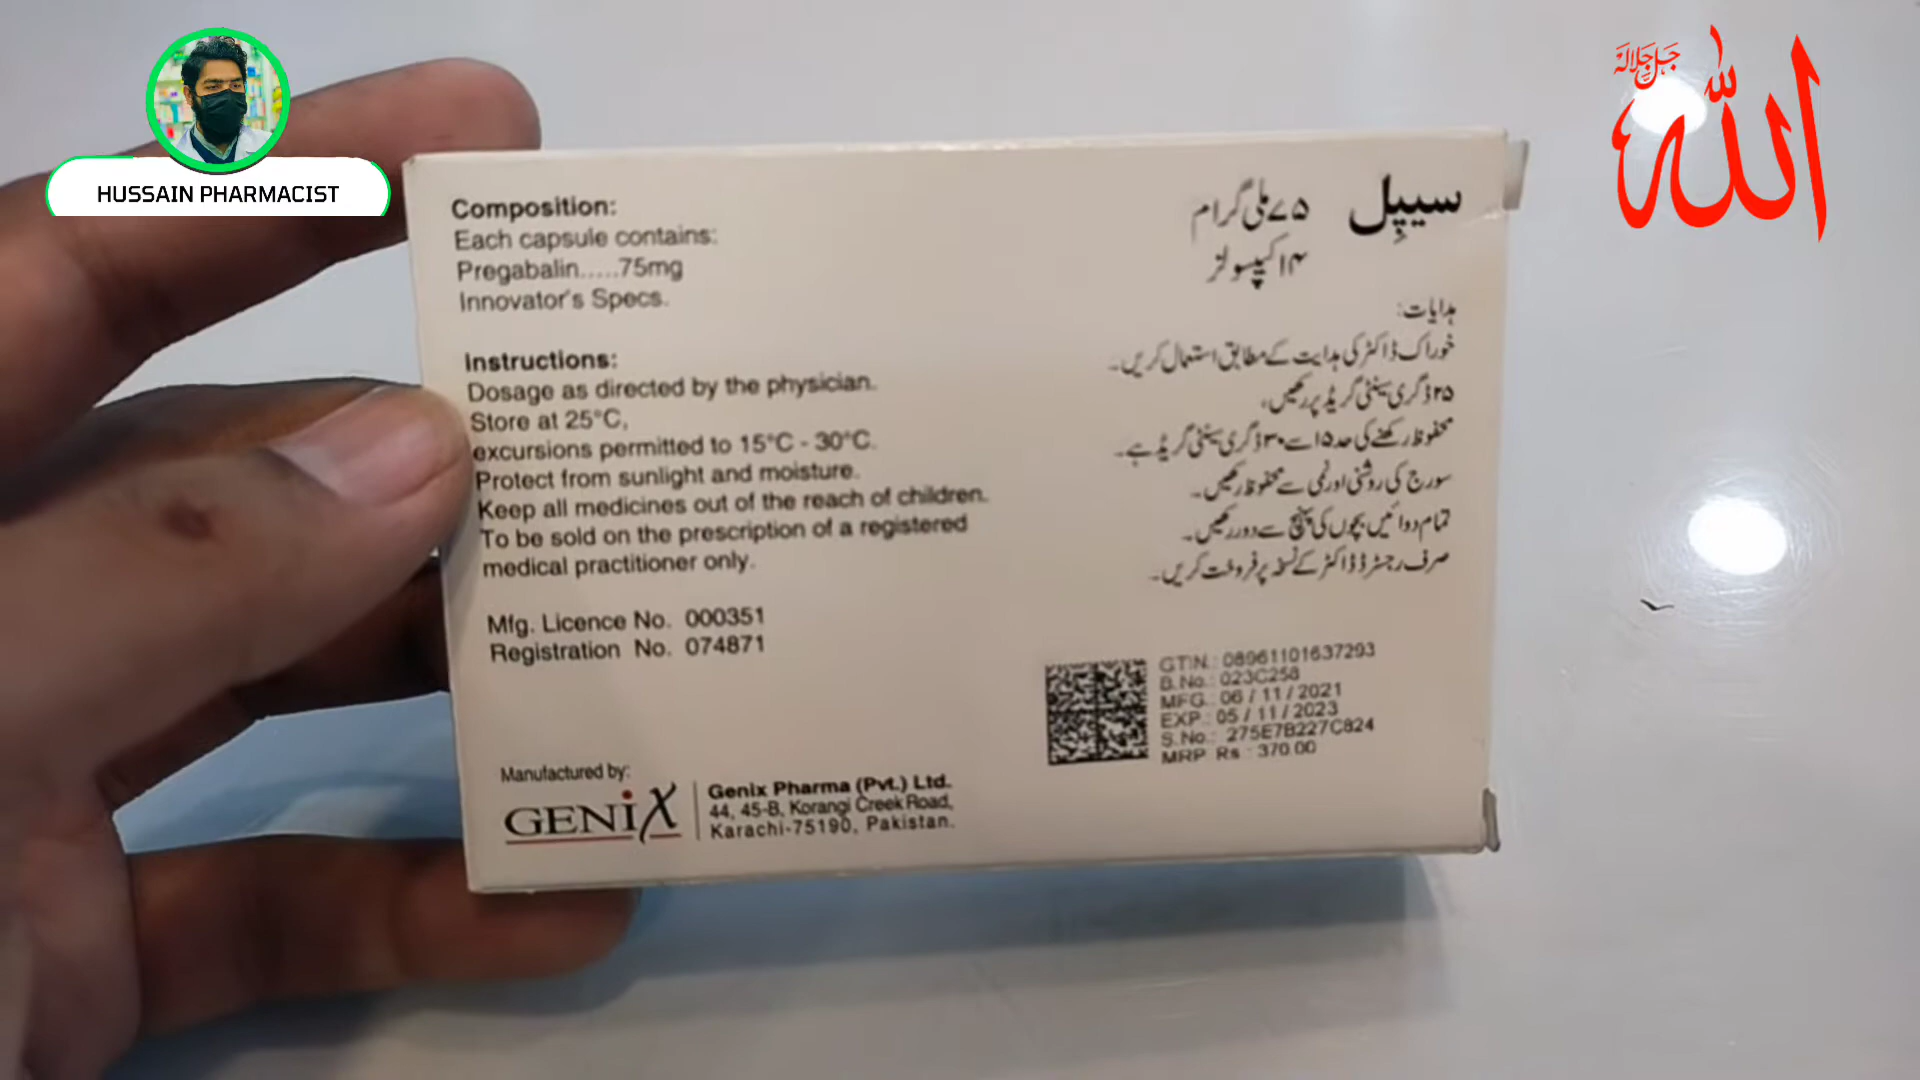 HUSSAIN PHARMACIST
جل جلالہ
الله
Composition:
Each capsule contains:
Pregabalin.....75mg
Innovator's Specs.
Instructions:
Dosage as directed by the physician.
Store at 25°C,
excursions permitted to 15°C - 30°C.
Protect from sunlight and moisture.
Keep all medicines out of the reach of children.
To be sold on the prescription of a registered
medical practitioner only.
Mfg. Licence No. 000351
Registration No. 074871
Manufactured by:
GENiX
Genix Pharma (Pvt.) Ltd.
44, 45-B, Korangi Creek Road,
Karachi-75190, Pakistan.
سیپل ۷۵ ملی گرام
۱۴ کیپسولز
ہدایات:
خوراک ڈاکٹر کی ہدایت کے مطابق استعمال کریں۔
۲۵ ڈگری سینٹی گریڈ پر رکھیں،
محفوظ رکھنے کی حد ۱۵ سے ۳۰ ڈگری سینٹی گریڈ ہے۔
سورج کی روشنی اور نمی سے محفوظ رکھیں۔
تمام دوائیں بچوں کی پہنچ سے دور رکھیں۔
صرف رجسٹرڈ ڈاکٹر کے نسخہ پر فروخت کریں۔
GTIN.: 08961101637293
B.No.: 023C258
MFG.: 06 / 11 / 2021
EXP.: 05 / 11 / 2023
S.No.: 275E7B227C824
MRP Rs : 370.00